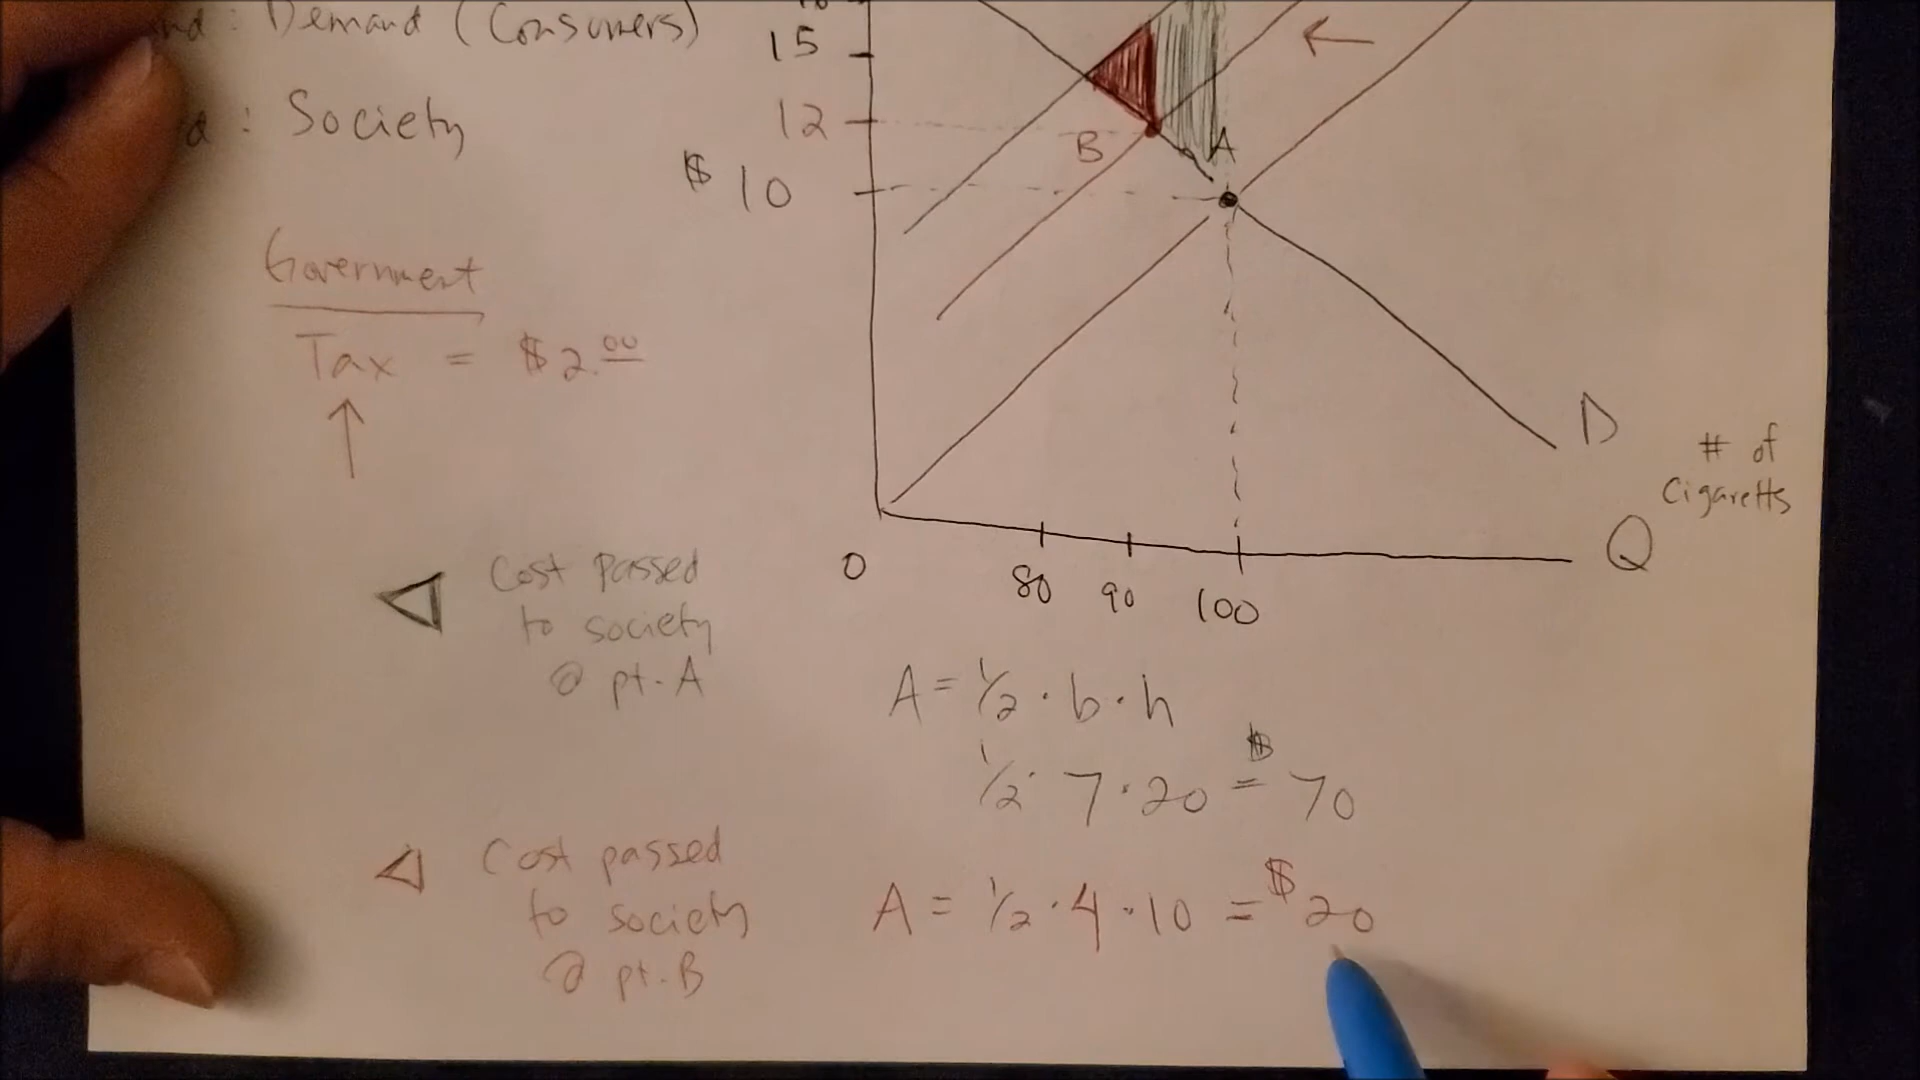 : Demand (Consumers)
: Society
15
12
$ 10
B
A
Government
Tax = $2.00
D
# of
Cigaretts
Q
0
80
90
100
Cost passed
to society
@ pt. A
A = 1/2 · b · h
1/2 · 7 · 20 = $70
Cost passed
to society
@ pt. B
A = 1/2 · 4 · 10 = $20